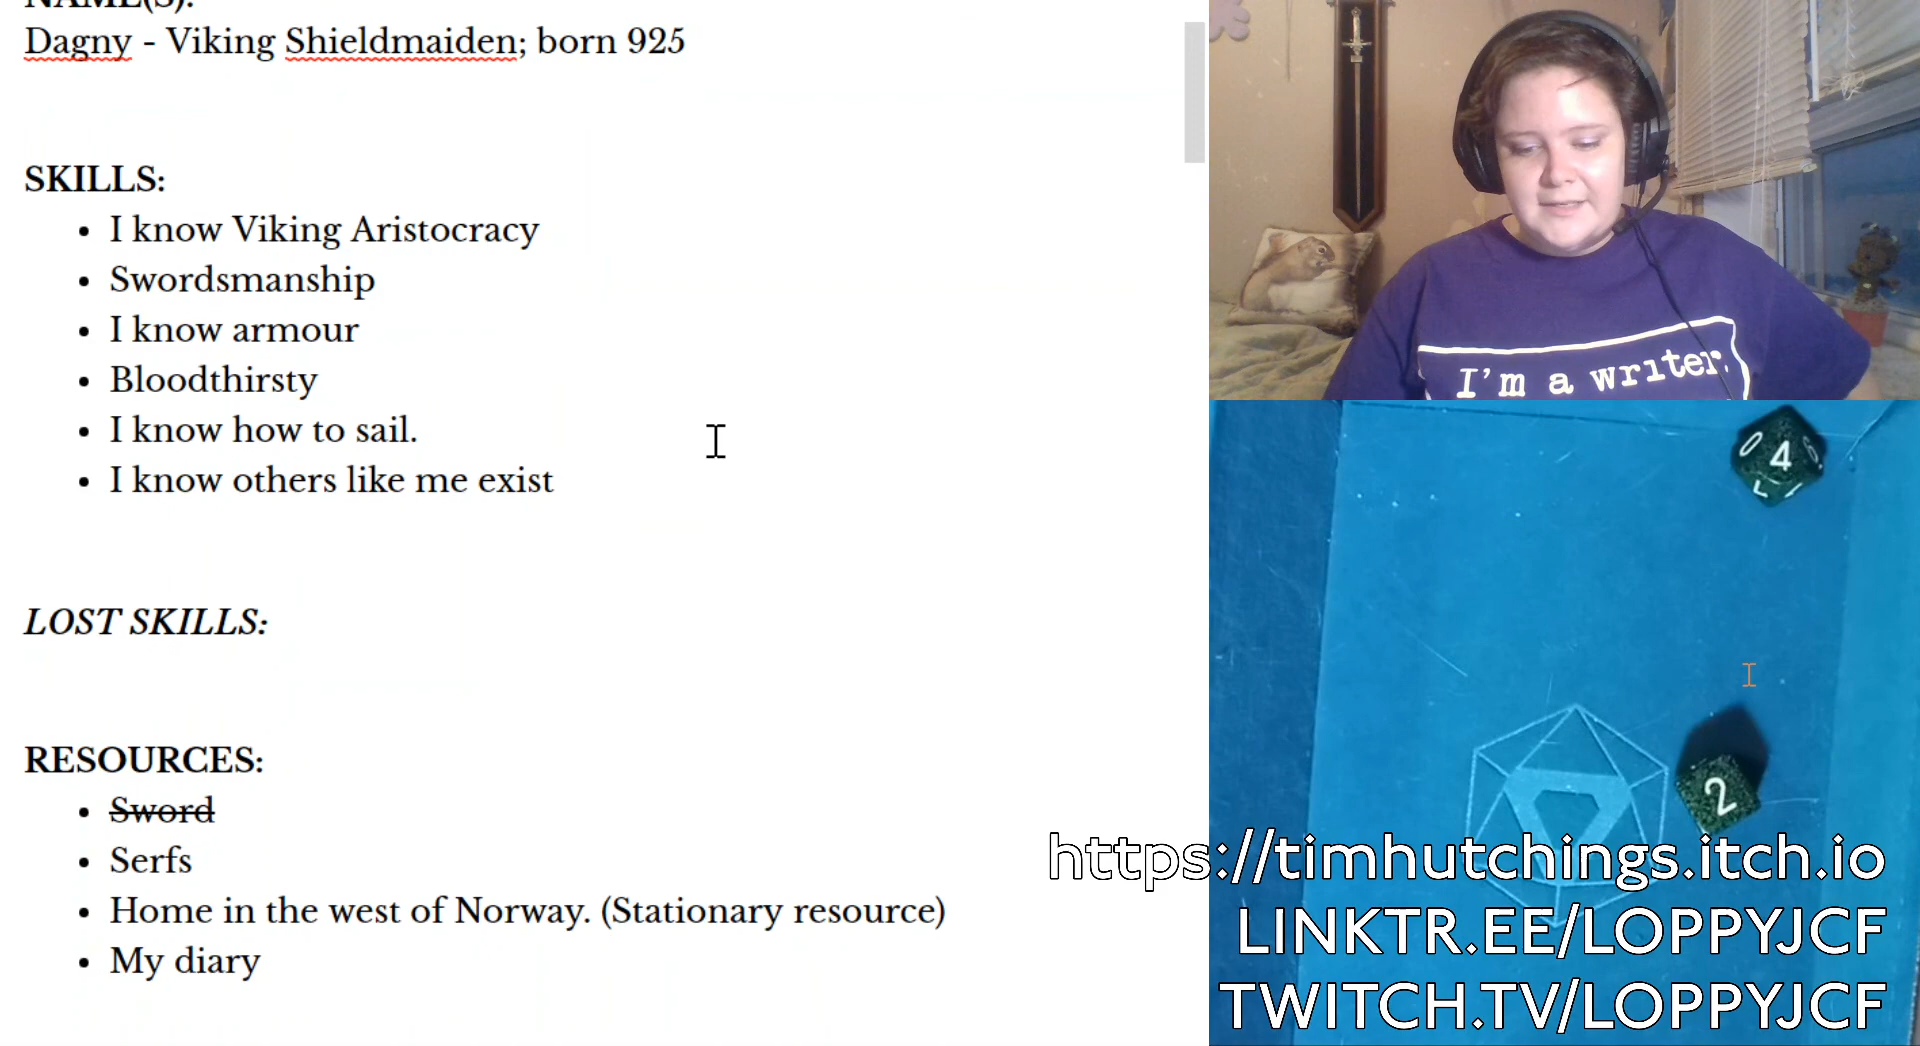 NAME(S):
Dagny - Viking Shieldmaiden; born 925
SKILLS:
• I know Viking Aristocracy
• Swordsmanship
• I know armour
• Bloodthirsty
• I know how to sail.
• I know others like me exist
LOST SKILLS:
RESOURCES:
• Sword
• Serfs
• Home in the west of Norway. (Stationary resource)
• My diary
I'm a writer.
4
2
https://timhutchings.itch.io
LINKTR.EE/LOPPYJCF
TWITCH.TV/LOPPYJCF